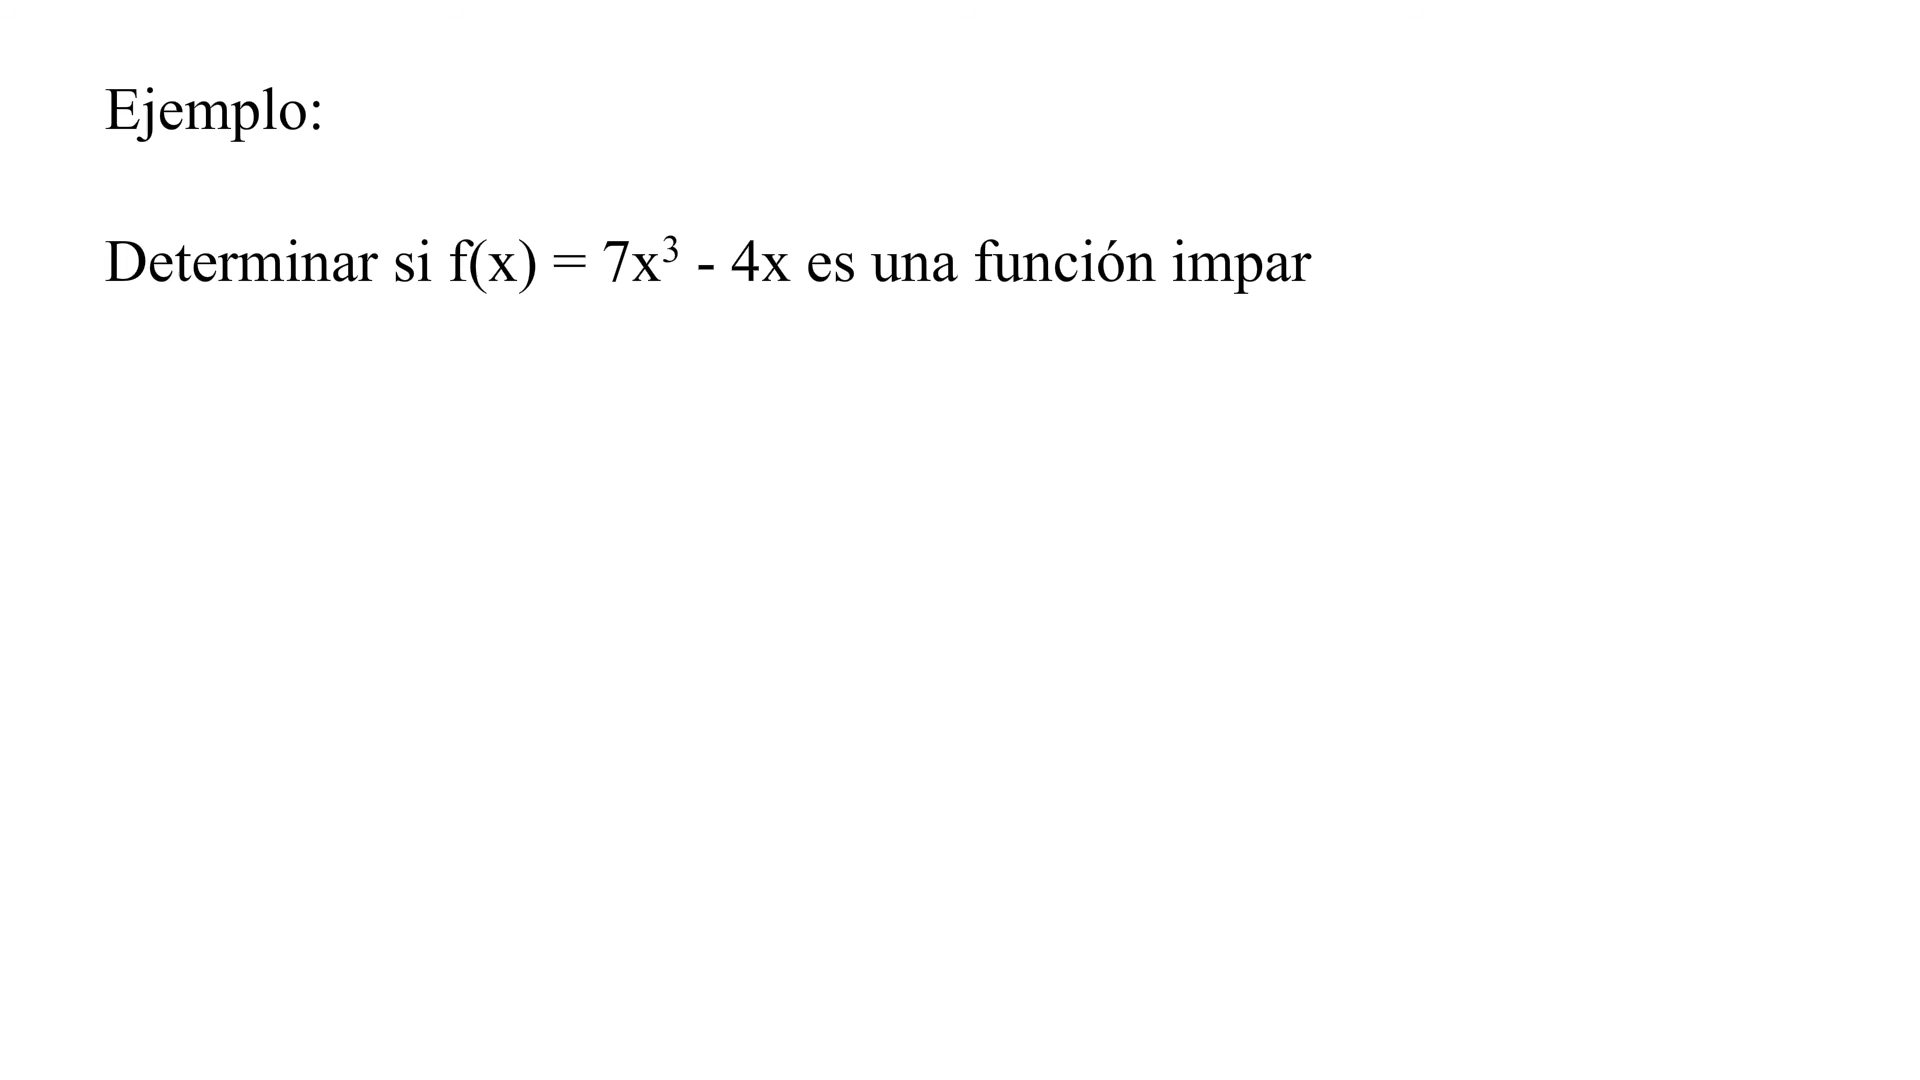 Ejemplo:
Determinar si f(x) = 7x³ - 4x es una función impar